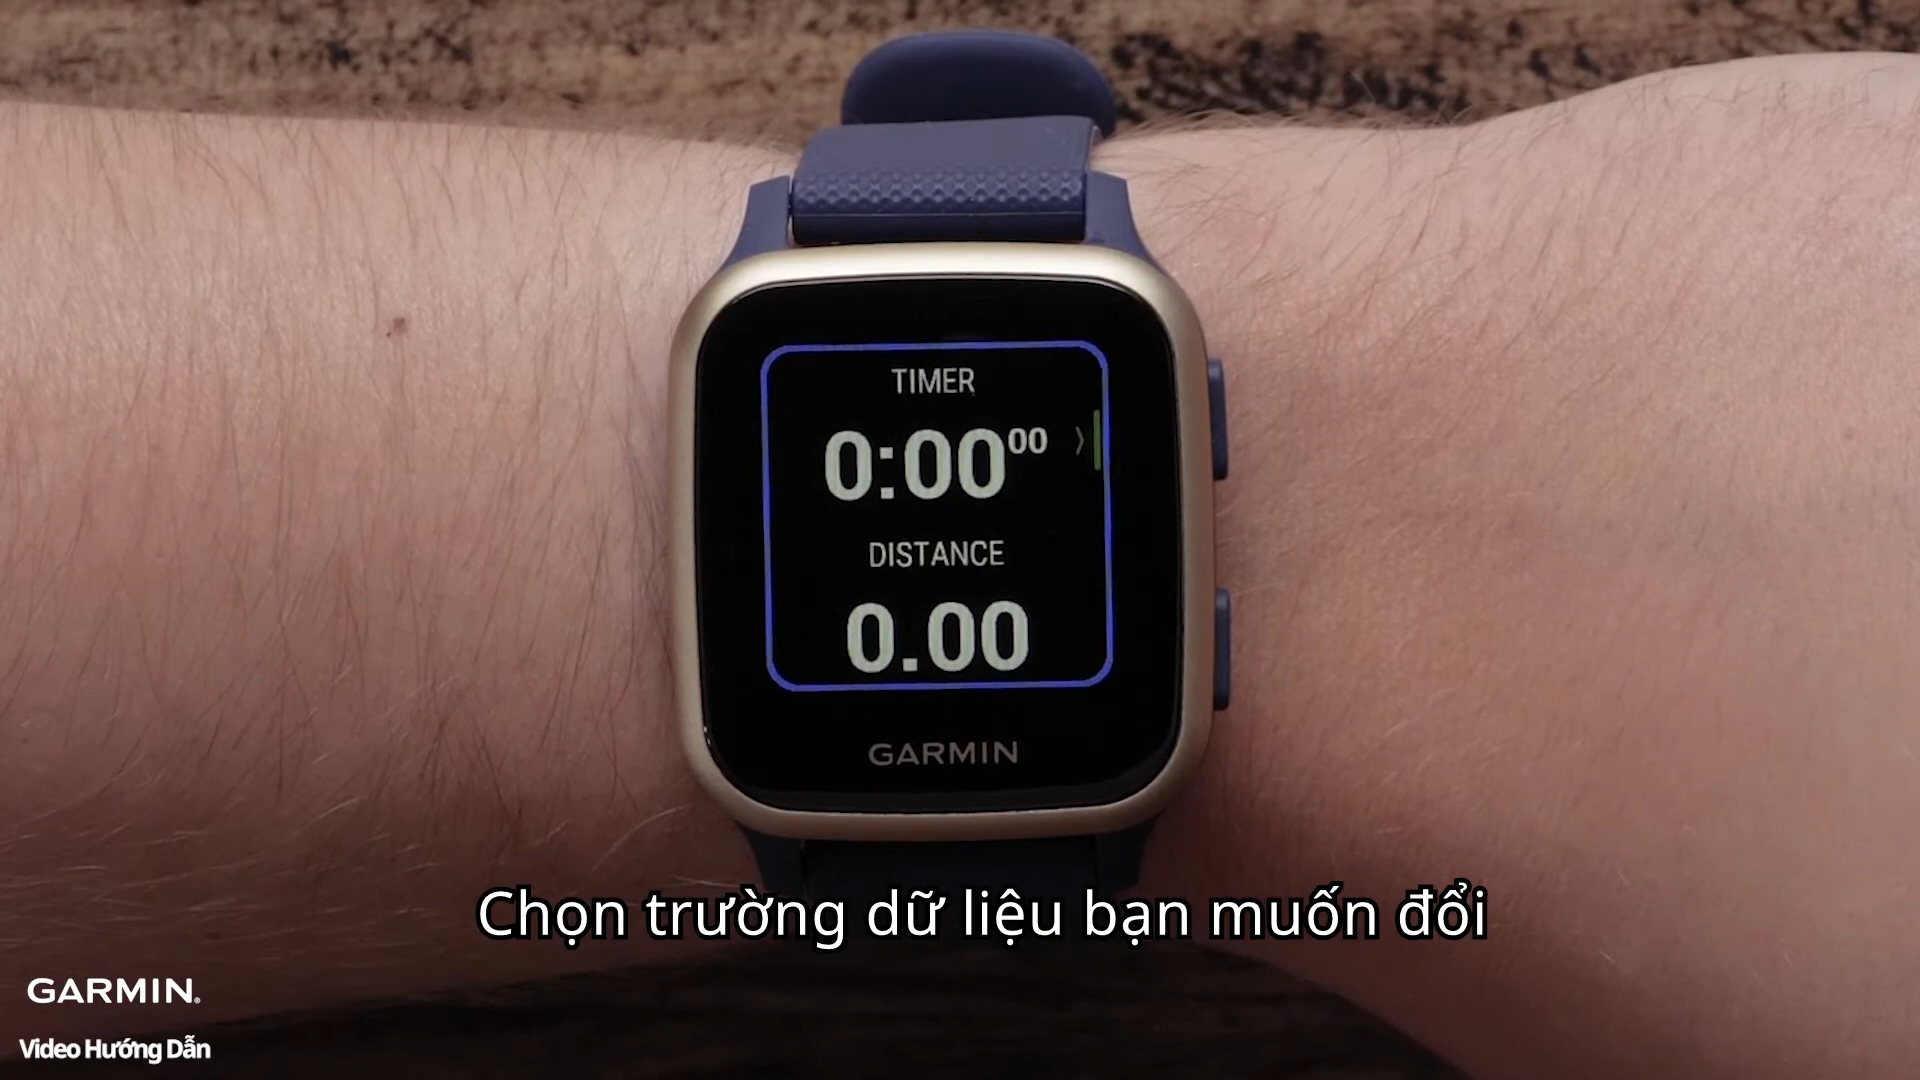 TIMER
0:00⁰⁰
DISTANCE
0.00
GARMIN
Chọn trường dữ liệu bạn muốn đổi
GARMIN®
Video Hướng Dẫn